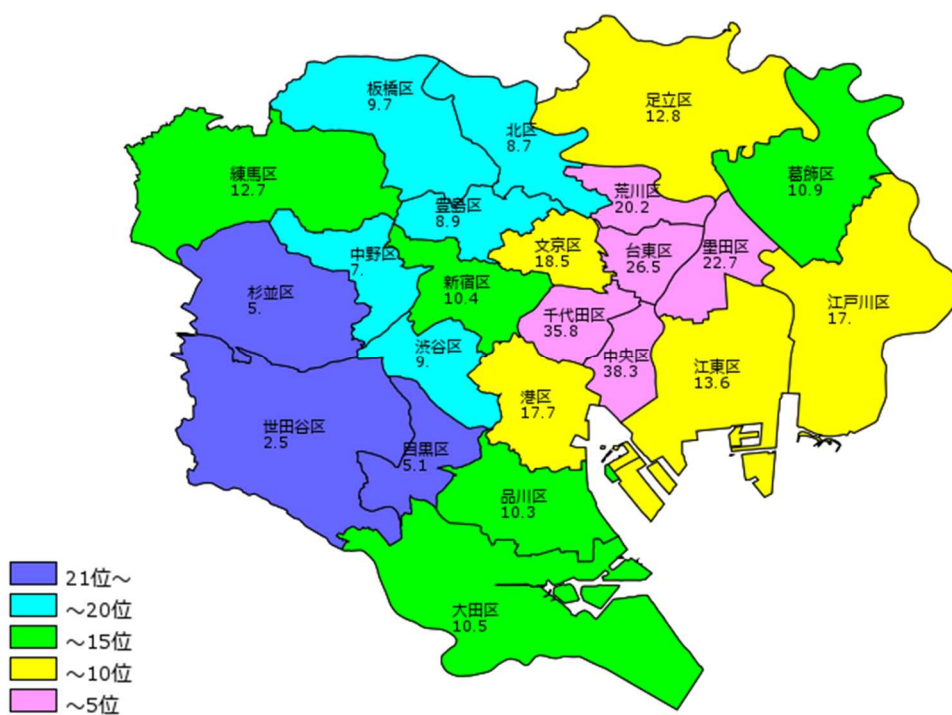 板橋区
9.7
北区
8.7
足立区
12.8
葛飾区
10.9
練馬区
12.7
豊島区
8.9
荒川区
20.2
文京区
18.5
台東区
26.5
墨田区
22.7
中野区
7.
新宿区
10.4
杉並区
5.
千代田区
35.8
江戸川区
17.
渋谷区
9.
中央区
38.3
江東区
13.6
港区
17.7
世田谷区
2.5
目黒区
5.1
品川区
10.3
大田区
10.5
21位～
～20位
～15位
～10位
～5位